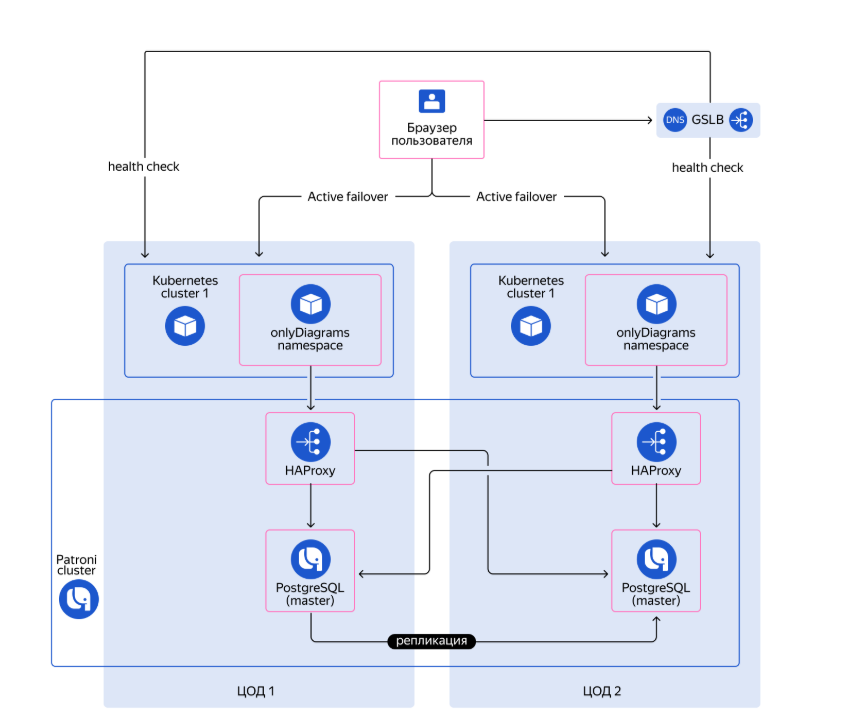 Браузер
пользователя
DNS GSLB
health check
health check
Active failover
Active failover
Kubernetes
cluster 1
onlyDiagrams
namespace
Kubernetes
cluster 1
onlyDiagrams
namespace
HAProxy
HAProxy
Patroni
cluster
PostgreSQL
(master)
PostgreSQL
(master)
репликация
ЦОД 1
ЦОД 2